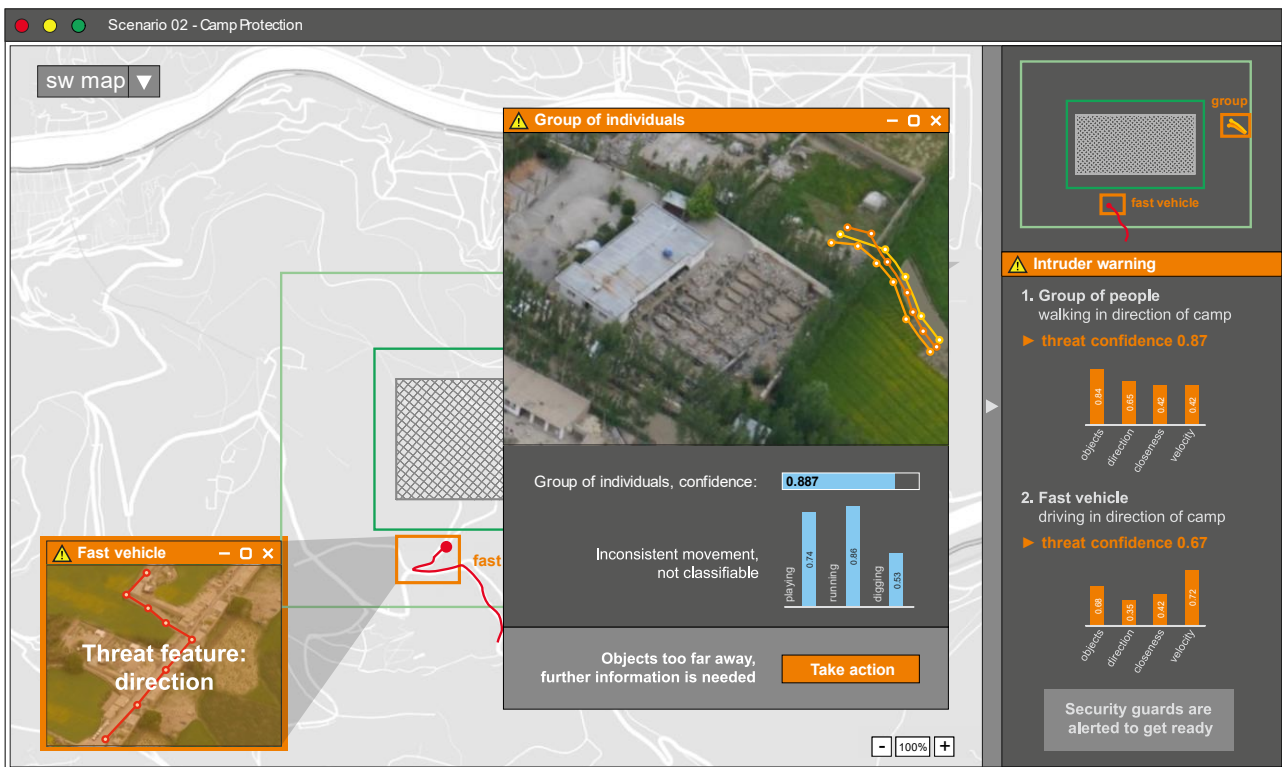 Scenario 02 - Camp Protection
sw map ▼
Group of individuals
Group of individuals, confidence:
0.887
Inconsistent movement,
not classifiable
playing
0.74
running
0.86
digging
0.53
Objects too far away,
further information is needed
Take action
Fast vehicle
Threat feature:
direction
fast
- 100% +
group
fast vehicle
Intruder warning
1. Group of people
walking in direction of camp
► threat confidence 0.87
0.84
0.65
0.42
0.42
objects
direction
closeness
velocity
2. Fast vehicle
driving in direction of camp
► threat confidence 0.67
0.68
0.35
0.42
0.72
objects
direction
closeness
velocity
Security guards are
alerted to get ready